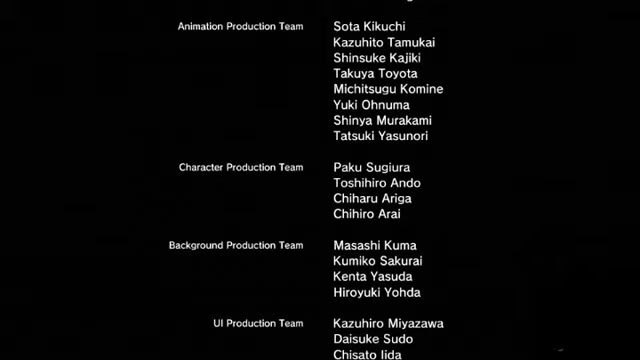 Animation Production Team Sota Kikuchi
Kazuhito Tamukai
Shinsuke Kajiki
Takuya Toyota
Michitsugu Komine
Yuki Ohnuma
Shinya Murakami
Tatsuki Yasunori
Character Production Team Paku Sugiura
Toshihiro Ando
Chiharu Ariga
Chihiro Arai
Background Production Team Masashi Kuma
Kumiko Sakurai
Kenta Yasuda
Hiroyuki Yohda
UI Production Team Kazuhiro Miyazawa
Daisuke Sudo
Chisato Iida